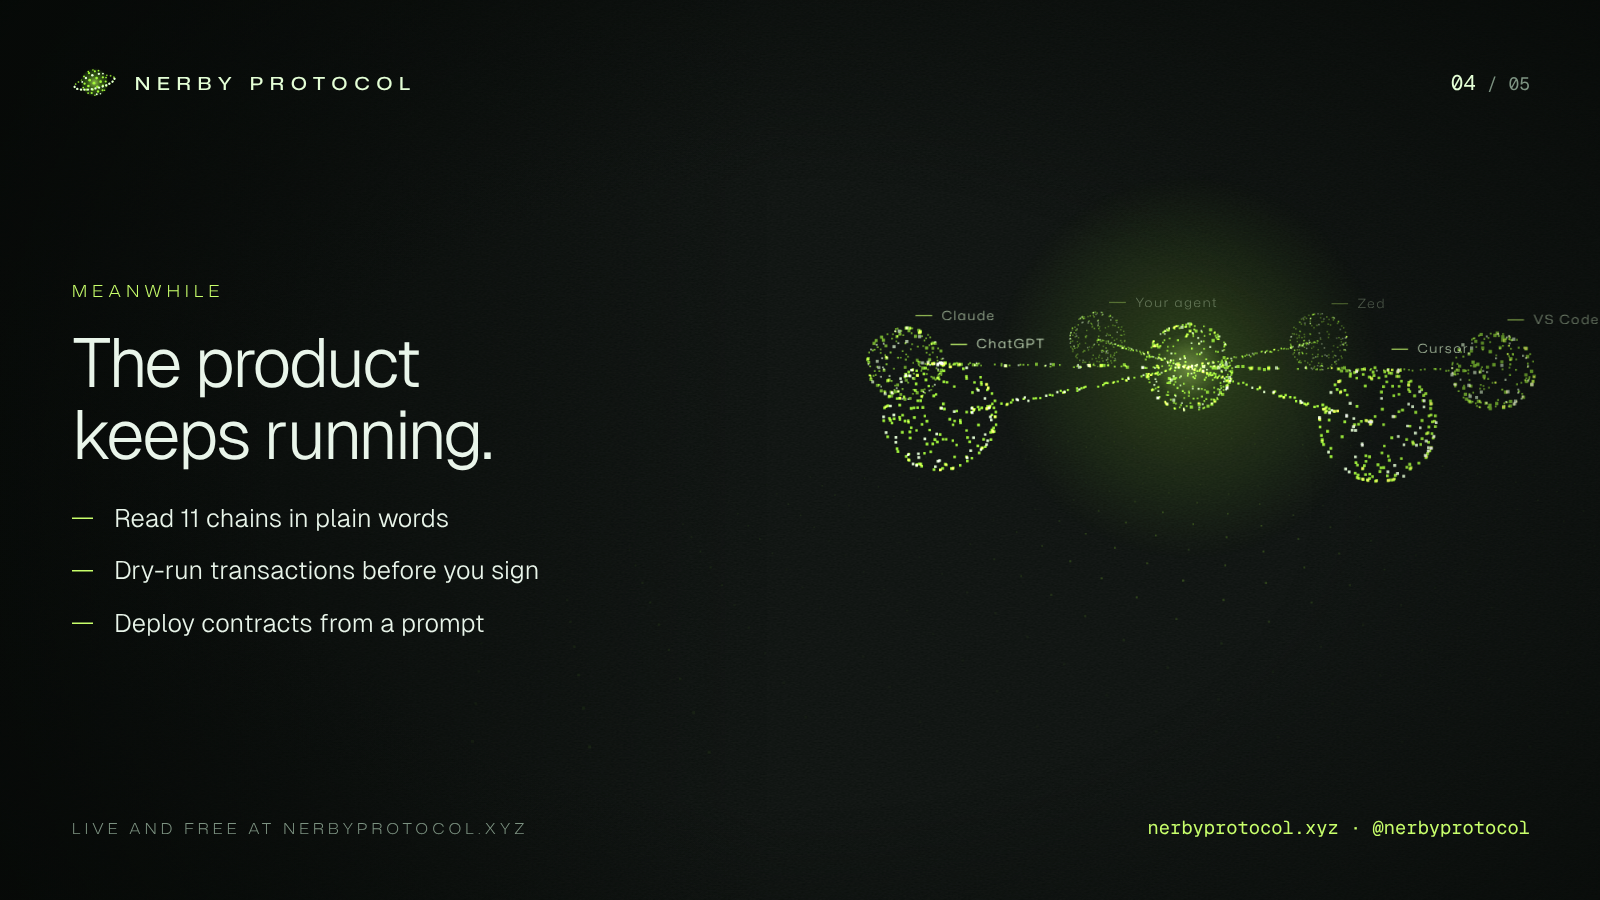 NERBY PROTOCOL
04 / 05
MEANWHILE
The product
keeps running.
— Read 11 chains in plain words
— Dry-run transactions before you sign
— Deploy contracts from a prompt
— Claude
— ChatGPT
— Your agent
— Zed
— Cursor
— VS Code
LIVE AND FREE AT NERBYPROTOCOL.XYZ
nerbyprotocol.xyz · @nerbyprotocol